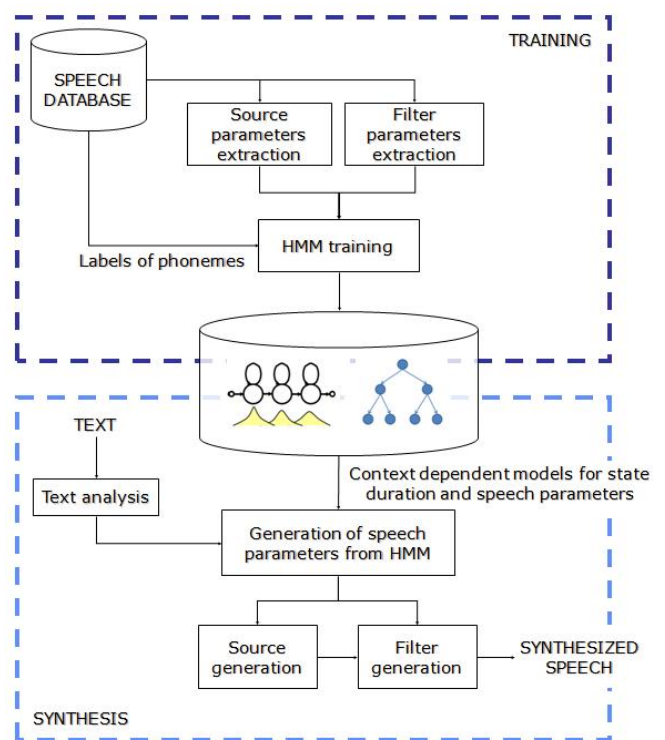 TRAINING
SPEECH
DATABASE
Source
parameters
extraction
Filter
parameters
extraction
HMM training
Labels of phonemes
TEXT
Context dependent models for state
duration and speech parameters
Text analysis
Generation of speech
parameters from HMM
Source
generation
Filter
generation
SYNTHESIZED
SPEECH
SYNTHESIS